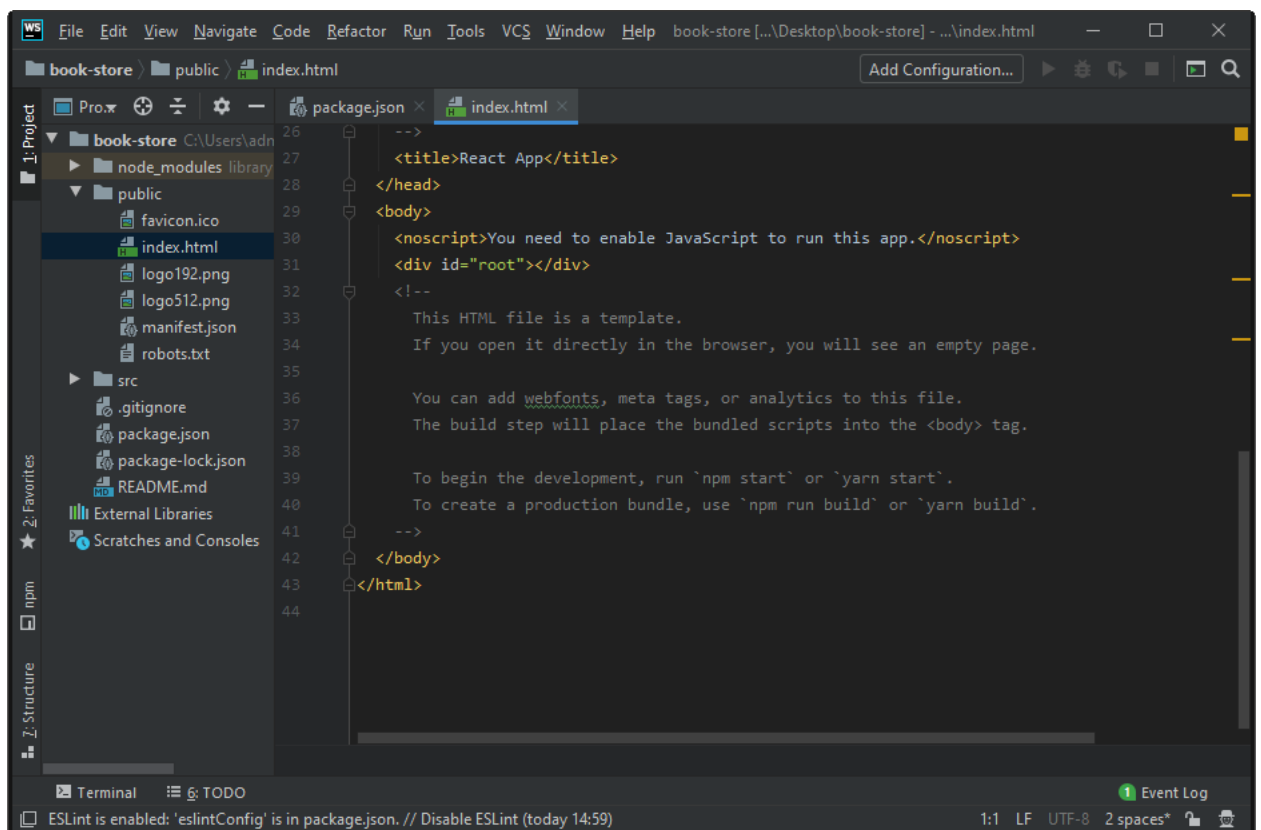 WS File Edit View Navigate Code Refactor Run Tools VCS Window Help book-store [...\Desktop\book-store] - ...\index.html
book-store public index.html Add Configuration...
1: Project
Pro.
package.json index.html
book-store C:\Users\adn
node_modules library
public
favicon.ico
index.html
logo192.png
logo512.png
manifest.json
robots.txt
src
.gitignore
package.json
package-lock.json
README.md
External Libraries
Scratches and Consoles
26 -->
27 <title>React App</title>
28 </head>
29 <body>
30 <noscript>You need to enable JavaScript to run this app.</noscript>
31 <div id="root"></div>
32 <!--
33 This HTML file is a template.
34 If you open it directly in the browser, you will see an empty page.
35
36 You can add webfonts, meta tags, or analytics to this file.
37 The build step will place the bundled scripts into the <body> tag.
38
39 To begin the development, run `npm start` or `yarn start`.
40 To create a production bundle, use `npm run build` or `yarn build`.
41 -->
42 </body>
43 </html>
44
2: Favorites
npm
7: Structure
Terminal 6: TODO 1 Event Log
ESLint is enabled: 'eslintConfig' is in package.json. // Disable ESLint (today 14:59) 1:1 LF UTF-8 2 spaces*